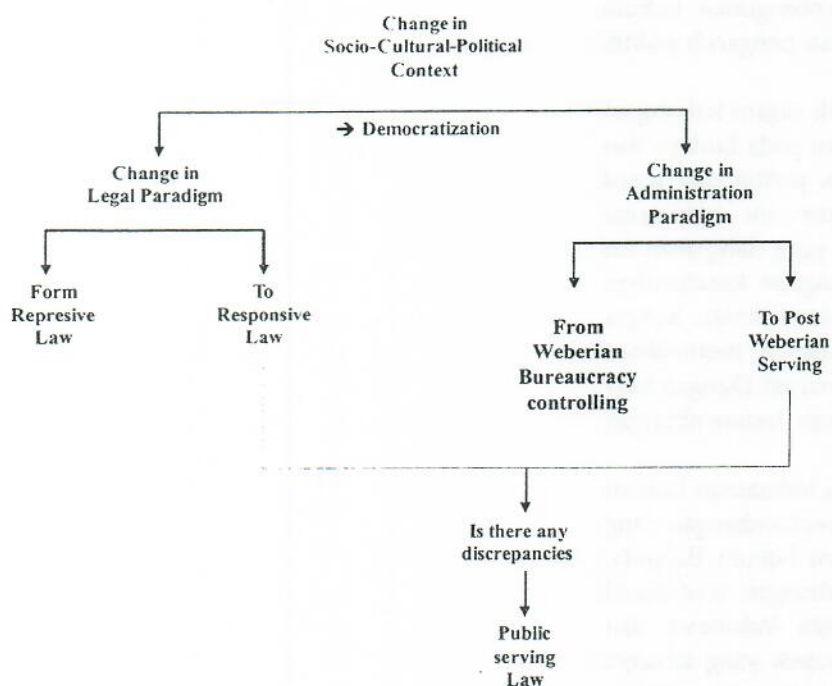 Change in
Socio-Cultural-Political
Context
→ Democratization
Change in
Legal Paradigm
Change in
Administration
Paradigm
Form
Represive
Law
To
Responsive
Law
From
Weberian
Bureaucracy
controlling
To Post
Weberian
Serving
Is there any
discrepancies
Public
serving
Law